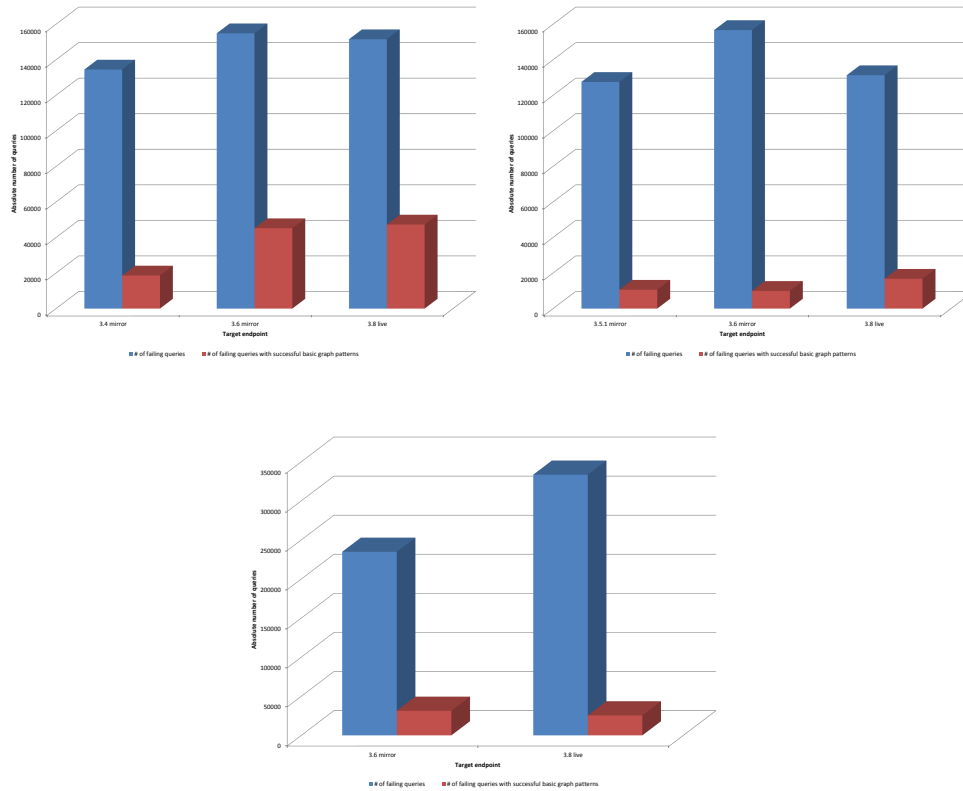 160000
140000
120000
100000
80000
60000
40000
20000
0
Absolute number of queries
3.4 mirror 3.6 mirror 3.8 live
Target endpoint
# of failing queries # of failing queries with successful basic graph patterns
160000
140000
120000
100000
80000
60000
40000
20000
0
Absolute number of queries
3.5.1 mirror 3.6 mirror 3.8 live
Target endpoint
# of failing queries # of failing queries with successful basic graph patterns
350000
300000
250000
200000
150000
100000
50000
0
Absolute number of queries
3.6 mirror 3.8 live
Target endpoint
# of failing queries # of failing queries with successful basic graph patterns